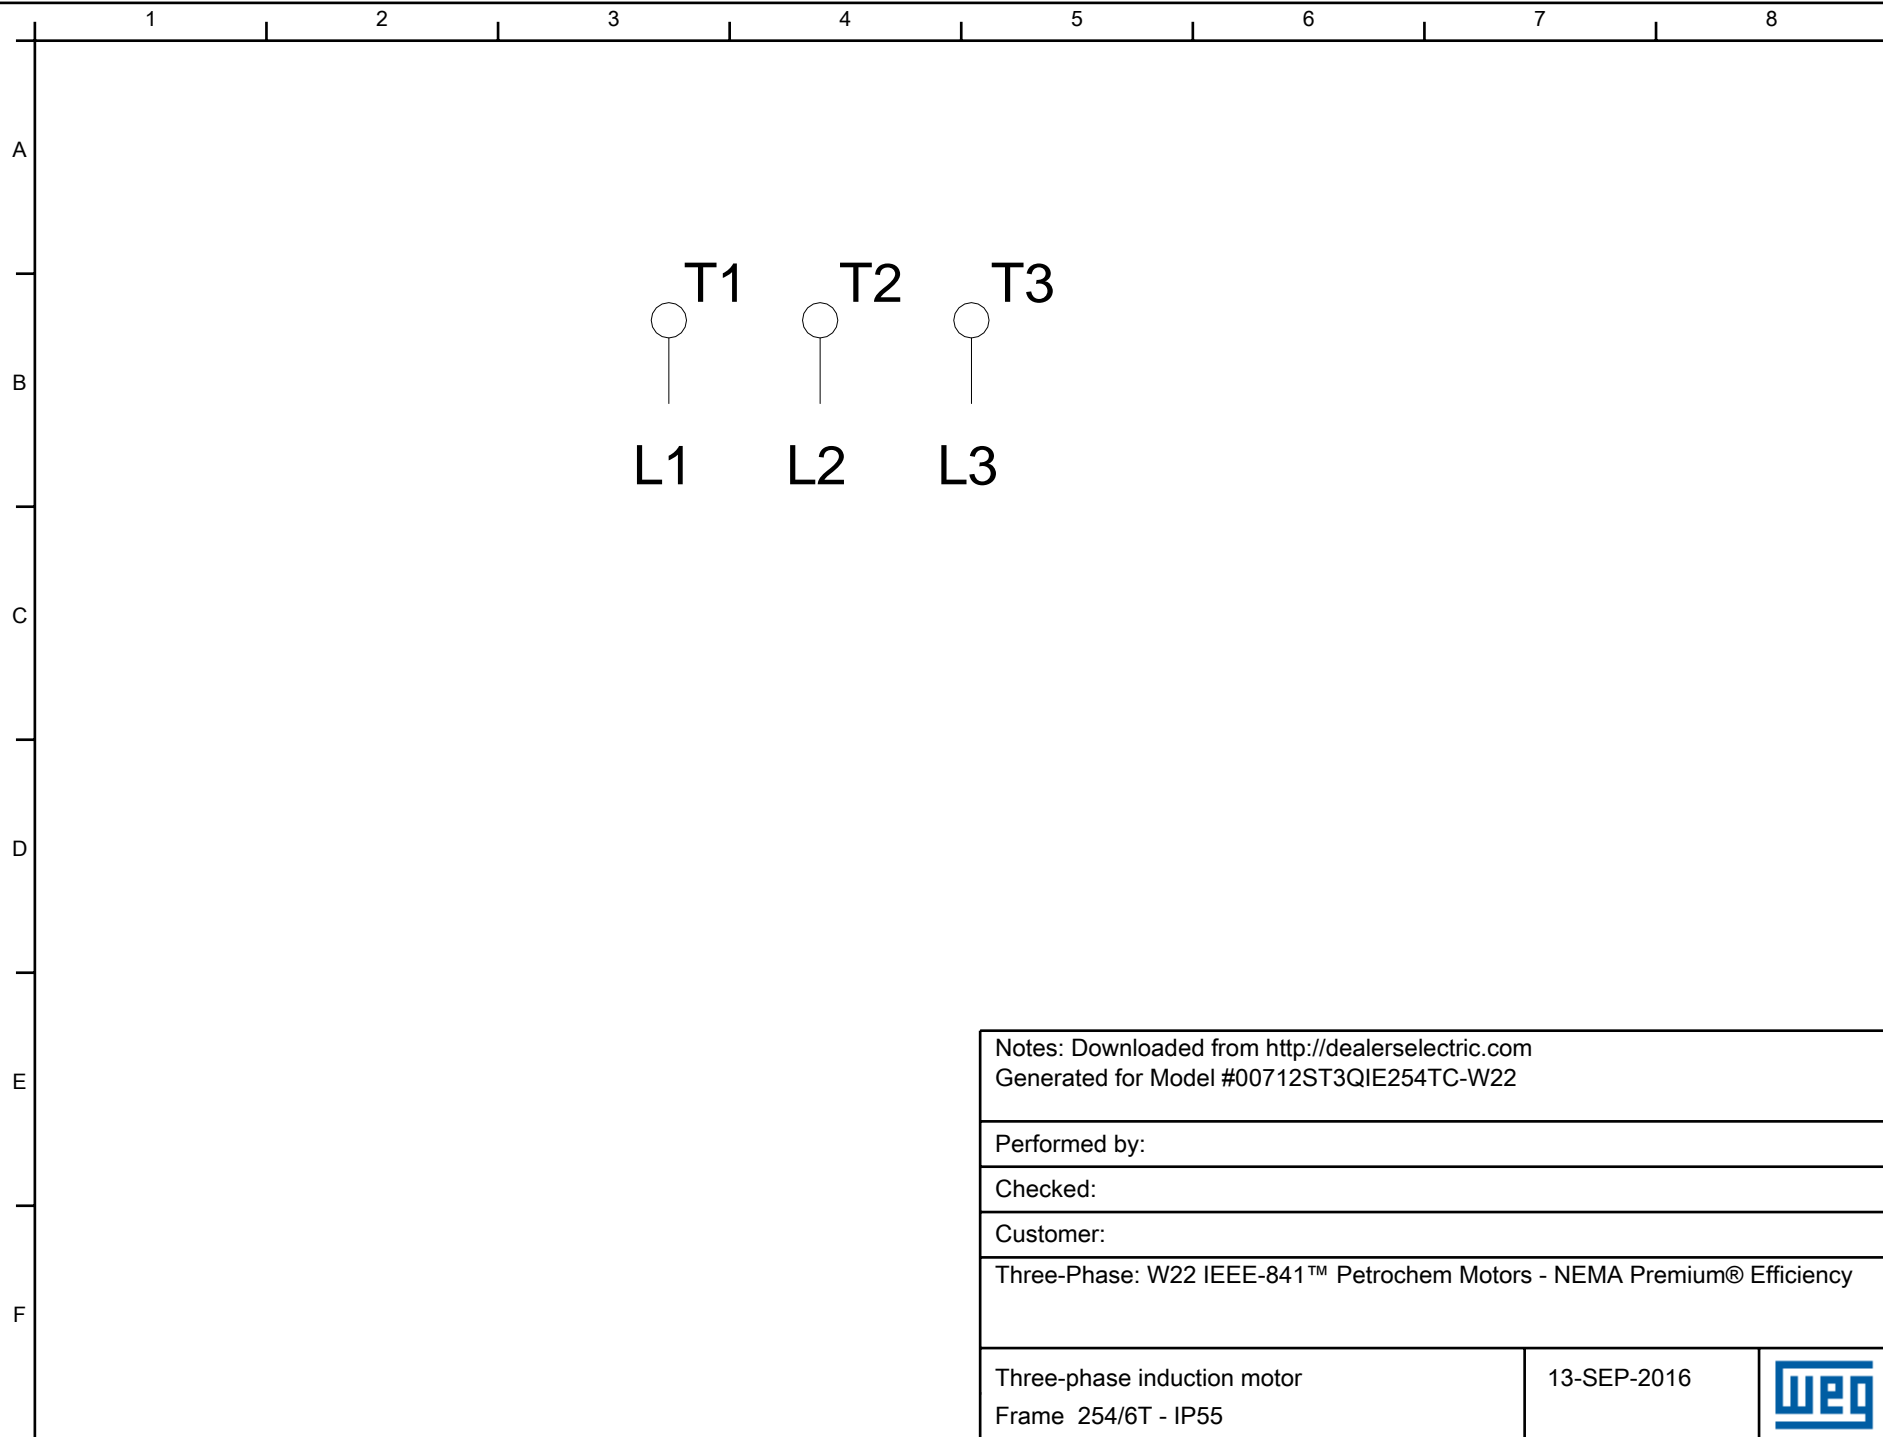 1 2 3 4 5 6 7 8
A
T1 T2 T3
B
L1 L2 L3
C
D
E
Notes: Downloaded from http://dealerselectric.com
Generated for Model #00712ST3QIE254TC-W22
Performed by:
Checked:
Customer:
Three-Phase: W22 IEEE-841™ Petrochem Motors - NEMA Premium® Efficiency
F
Three-phase induction motor
Frame 254/6T - IP55
13-SEP-2016
weg